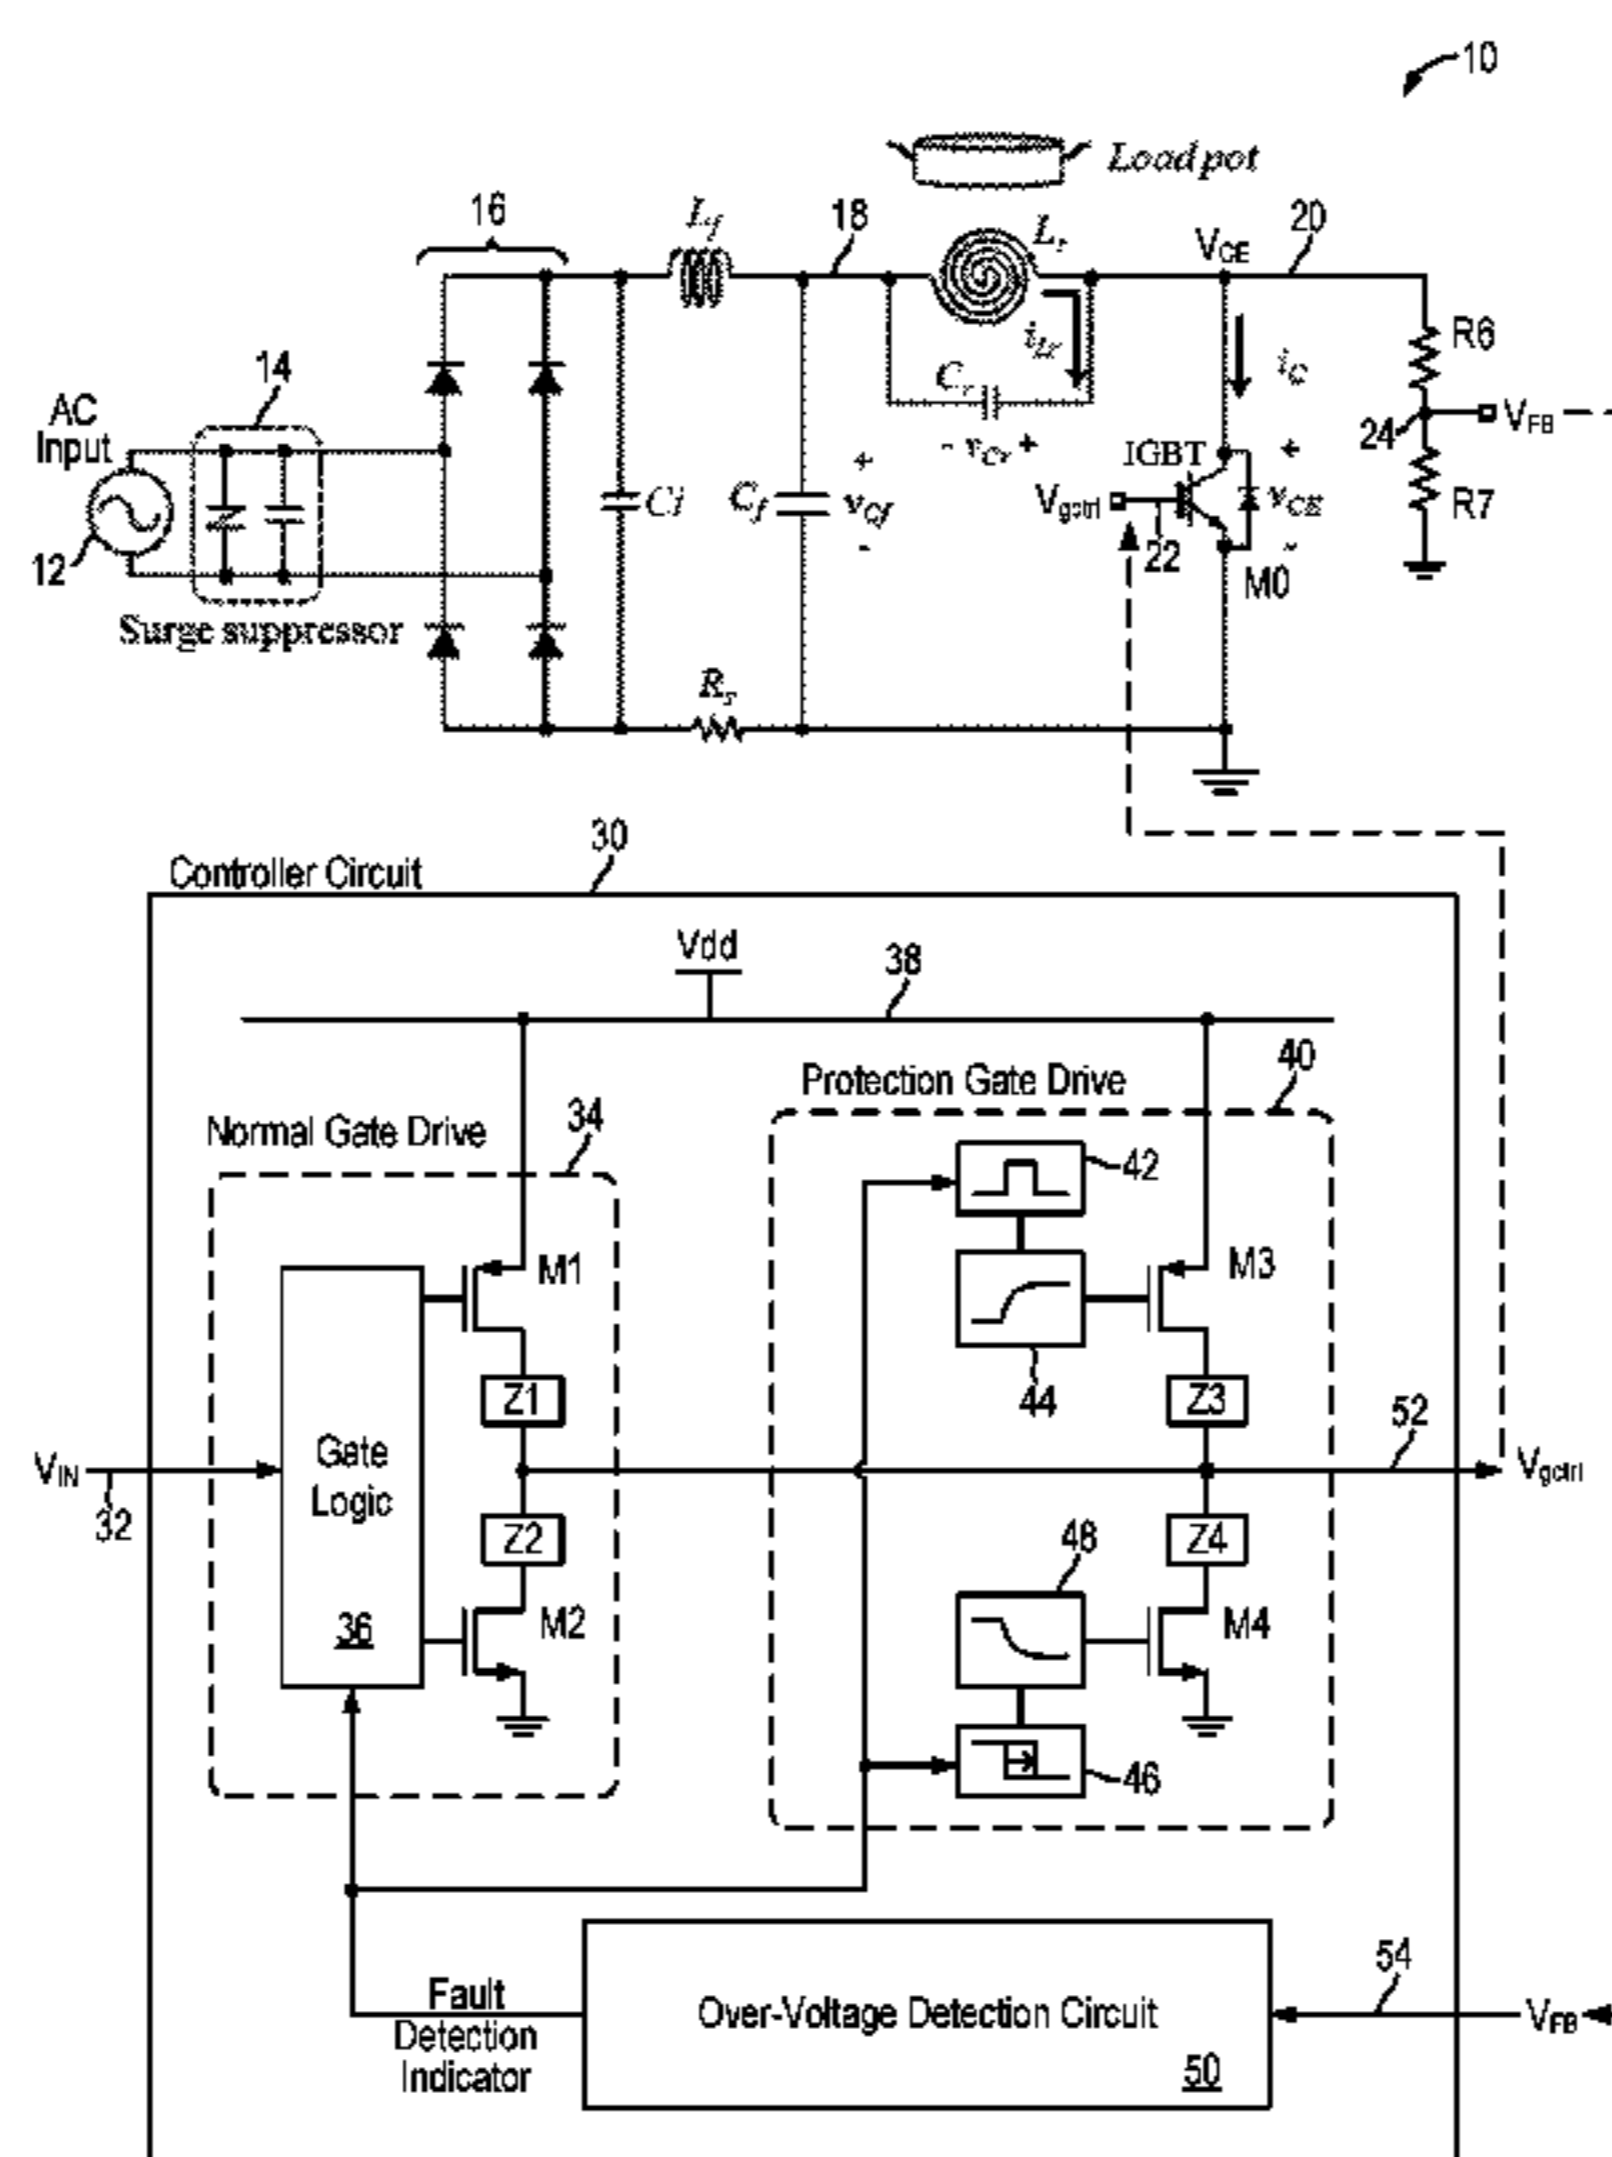 10
Load pot
16
Lf
18
Lr
VCE
20
R6
14
iLr
iC
AC
Input
Cr
24
VFB
- vCr +
IGBT
+
+
Ci
Cf
vCf
Vgctrl
vCE
R7
-
-
12
22
M0
Surge suppressor
Rs
30
Controller Circuit
Vdd
38
40
Protection Gate Drive
34
Normal Gate Drive
42
M1
M3
44
Z1
Z3
52
VIN
Gate
Logic
Vgctrl
32
Z2
48
Z4
36
M2
M4
46
54
Fault
Detection
Indicator
Over-Voltage Detection Circuit
VFB
50